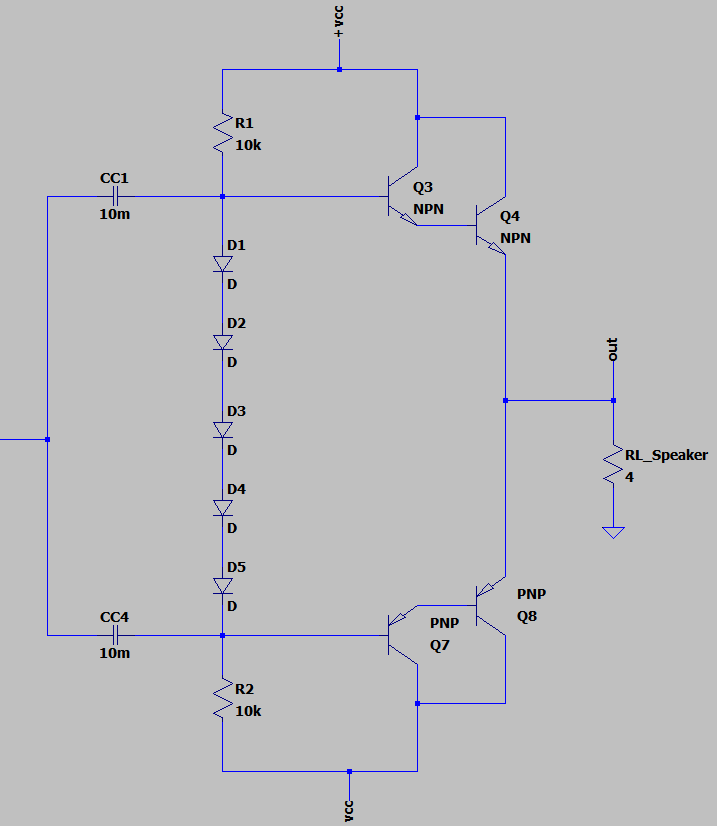 +vcc
R1
10k
CC1
10m
Q3
NPN
Q4
NPN
D1
D
D2
D
out
D3
D
RL_Speaker
4
D4
D
D5
D
PNP
Q8
CC4
10m
PNP
Q7
R2
10k
vcc